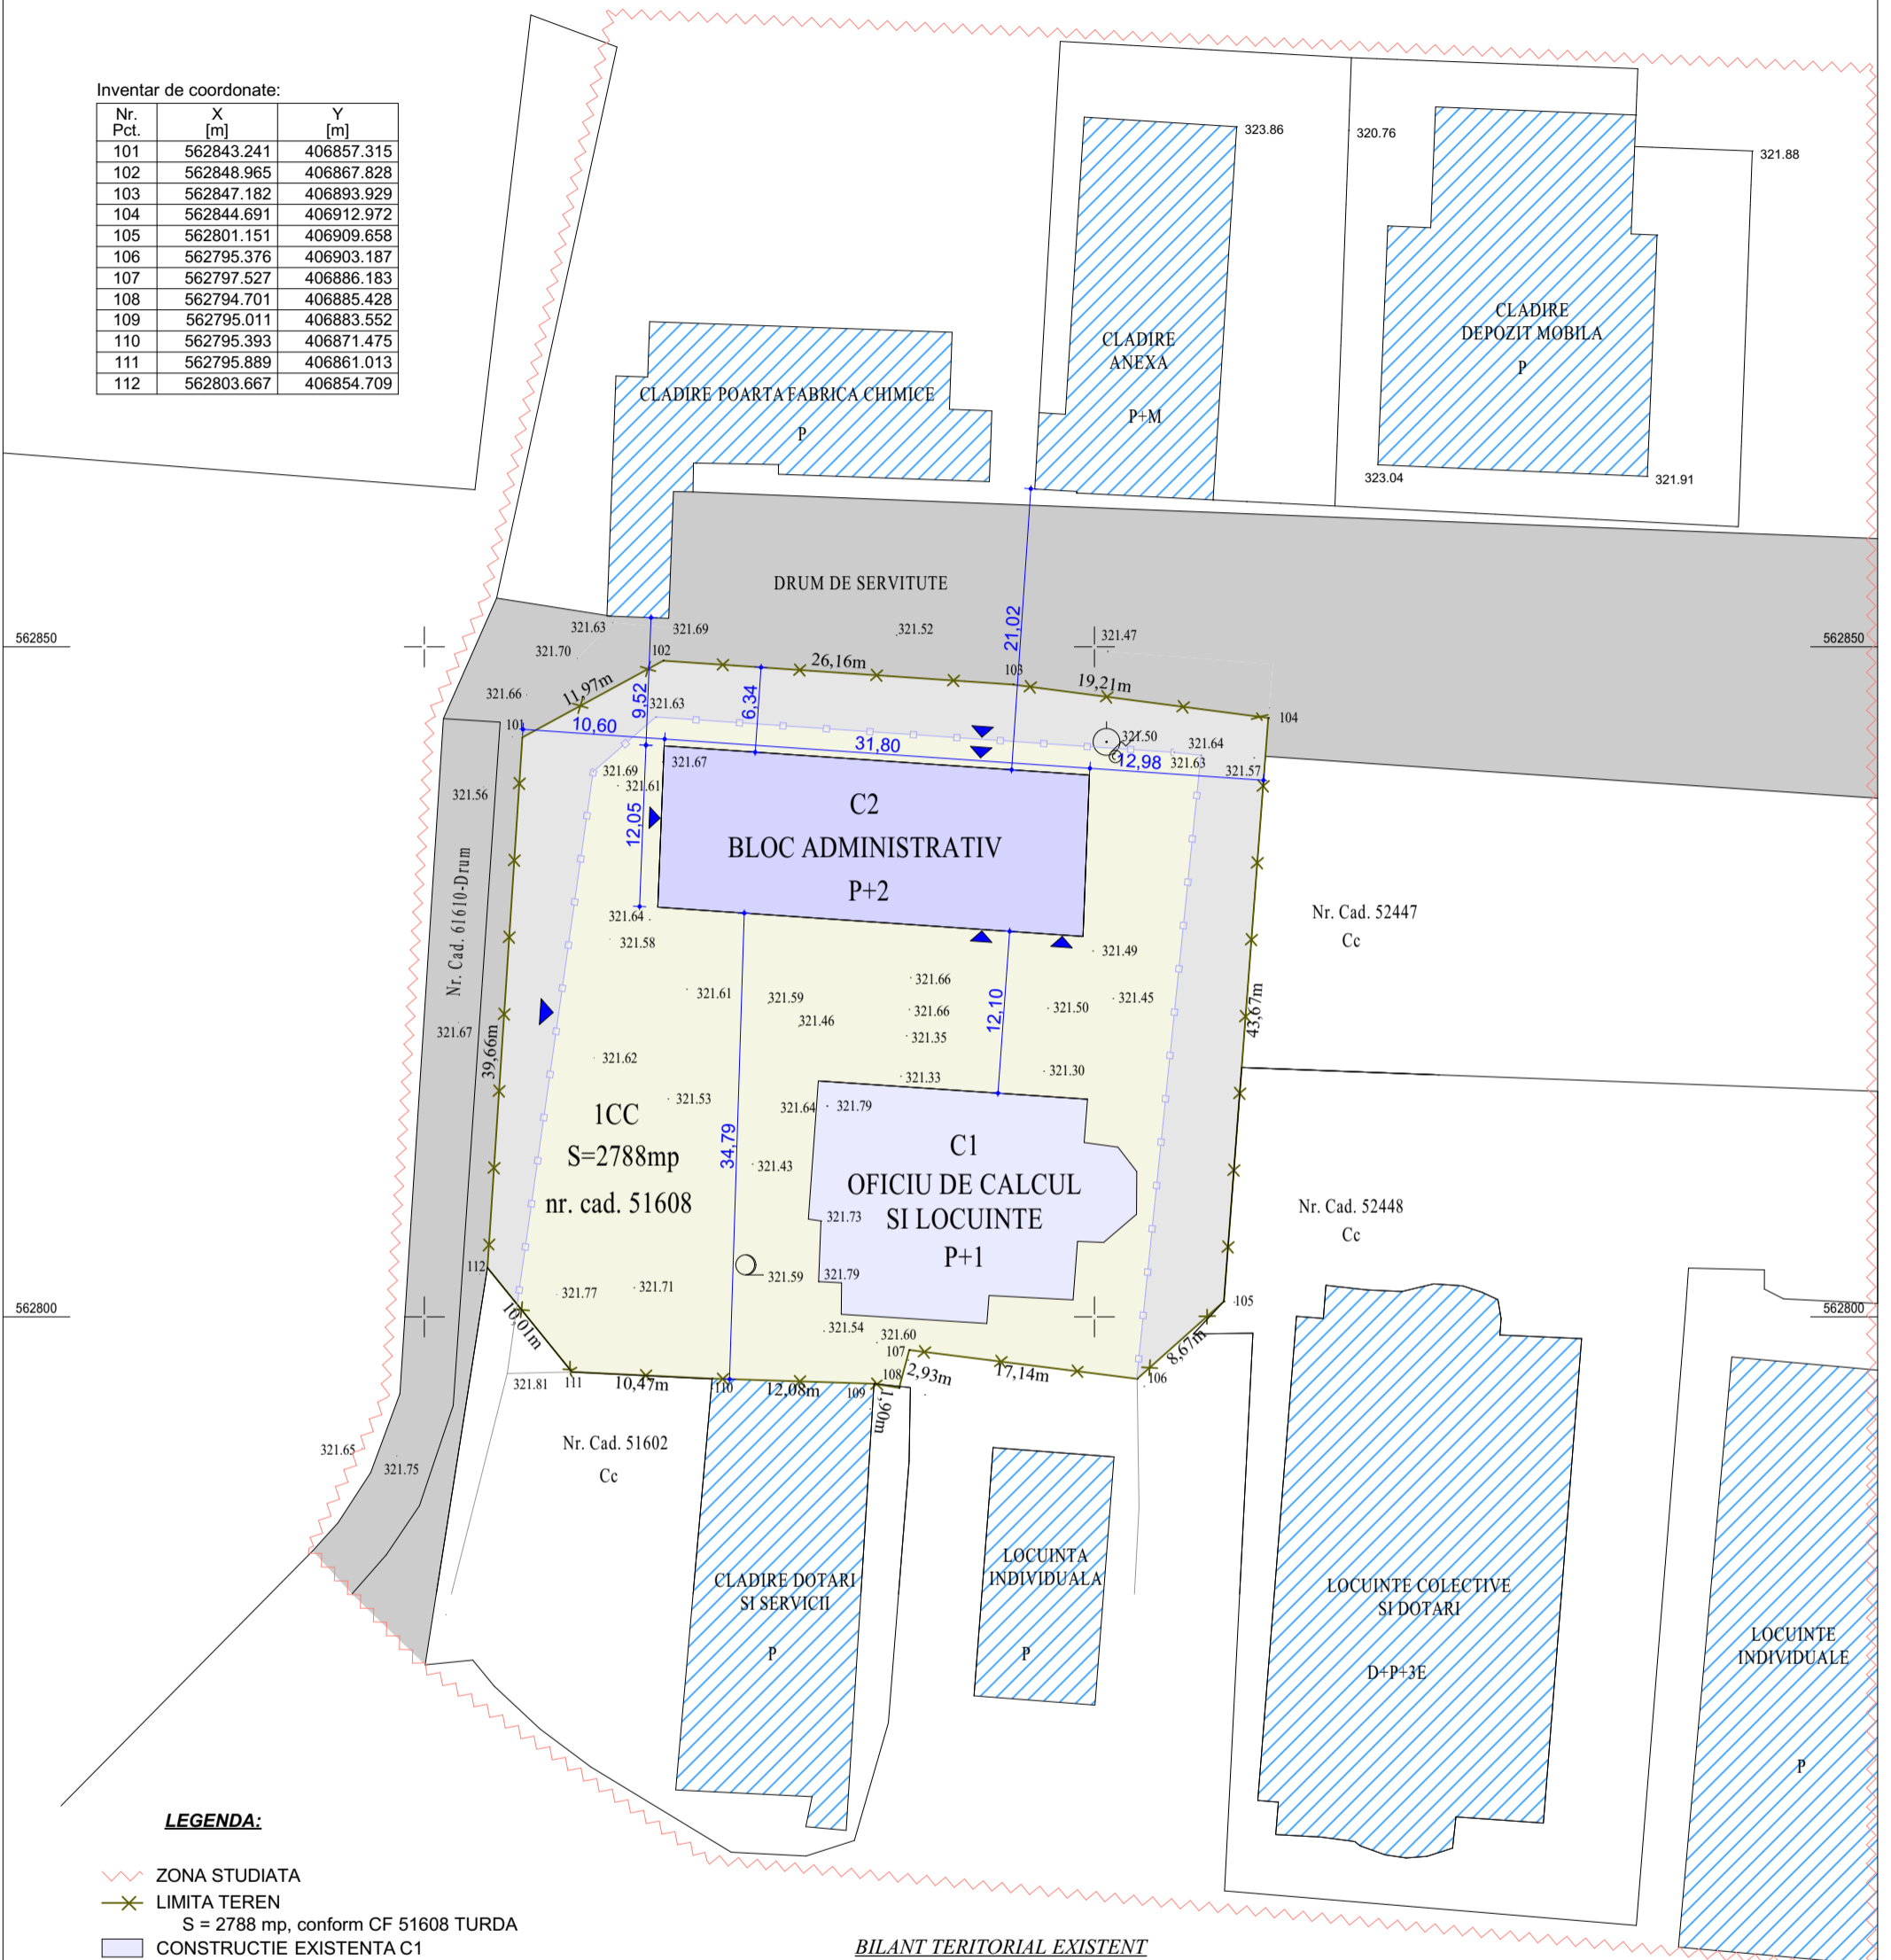 Inventar de coordonate:
Nr. Pct. X [m] Y [m]
101 562843.241 406857.315
102 562848.965 406867.828
103 562847.182 406893.929
104 562844.691 406912.972
105 562801.151 406909.658
106 562795.376 406903.187
107 562797.527 406886.183
108 562794.701 406885.428
109 562795.011 406883.552
110 562795.393 406871.475
111 562795.889 406861.013
112 562803.667 406854.709
323.86
320.76
321.88
CLADIRE
DEPOZIT MOBILA
P
CLADIRE
ANEXA
P+M
CLADIRE POARTA FABRICA CHIMICE
P
323.04
321.91
DRUM DE SERVITUTE
562850
562850
321.63
321.69
321.52
21,02
321.47
321.70
102
26,16m
103
19,21m
321.66
11,97m
9,52
321.63
6,34
101
10,60
104
31,80
321.50
321.64
12,98
321.63
321.57
321.69
321.67
321.61
321.56
12,05
C2
BLOC ADMINISTRATIV
P+2
Nr. Cad. 61610-Drum
321.64
321.58
321.49
Nr. Cad. 52447
Cc
321.66
321.61
321.59
321.66
321.50
321.45
12,10
43,67m
321.46
321.67
321.35
39,66m
321.62
321.33
321.30
321.53
321.64
321.79
1CC
S=2788mp
nr. cad. 51608
34,79
321.43
C1
OFICIU DE CALCUL
SI LOCUINTE
P+1
321.73
Nr. Cad. 52448
Cc
112
321.59
321.79
321.77
321.71
105
562800
562800
10,01m
321.54
321.60
107
8,67m
108
2,93m
17,14m
106
321.81
111
10,47m
110
12,08m
109
1,90m
321.65
321.75
Nr. Cad. 51602
Cc
CLADIRE DOTARI
SI SERVICII
P
LOCUINTA
INDIVIDUALA
P
LOCUINTE COLECTIVE
SI DOTARI
D+P+3E
LOCUINTE
INDIVIDUALE
P
LEGENDA:
ZONA STUDIATA
LIMITA TEREN
S = 2788 mp, conform CF 51608 TURDA
CONSTRUCTIE EXISTENTA C1
BILANT TERITORIAL EXISTENT